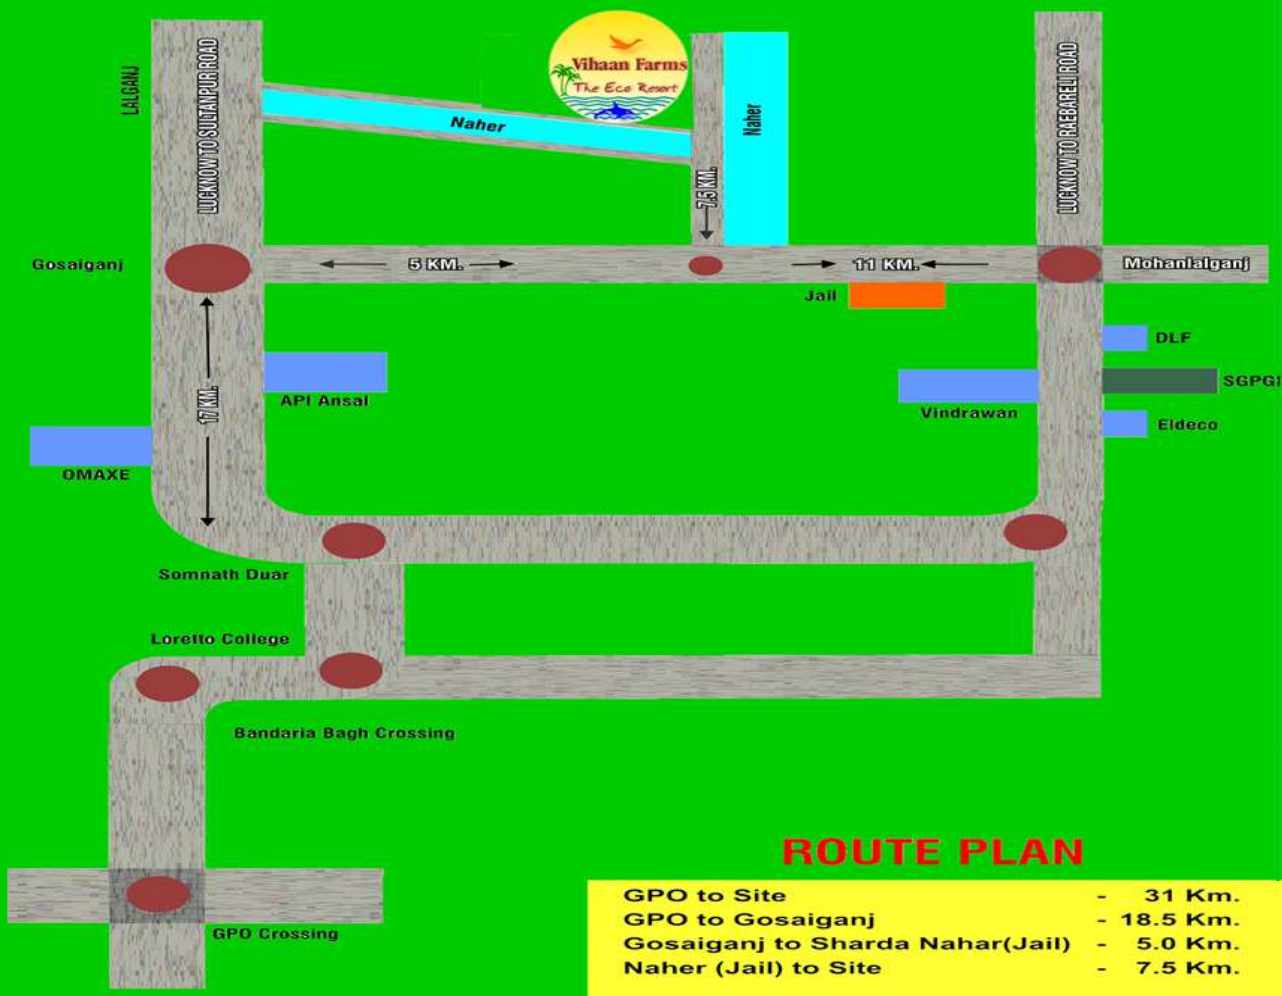 Vihaan Farms
The Eco Resort
LALGANJ
LUCKNOW TO SULTANPUR ROAD
Naher
Naher
7.5 KM.
LUCKNOW TO RAEBARELI ROAD
Gosaiganj
5 KM.
11 KM.
Mohanlalganj
Jail
DLF
SGPGI
API Ansal
Vindrawan
17 KM.
Eldeco
OMAXE
Somnath Duar
Loretto College
Bandaria Bagh Crossing
GPO Crossing
ROUTE PLAN
GPO to Site - 31 Km.
GPO to Gosaiganj - 18.5 Km.
Gosaiganj to Sharda Nahar(Jail) - 5.0 Km.
Naher (Jail) to Site - 7.5 Km.